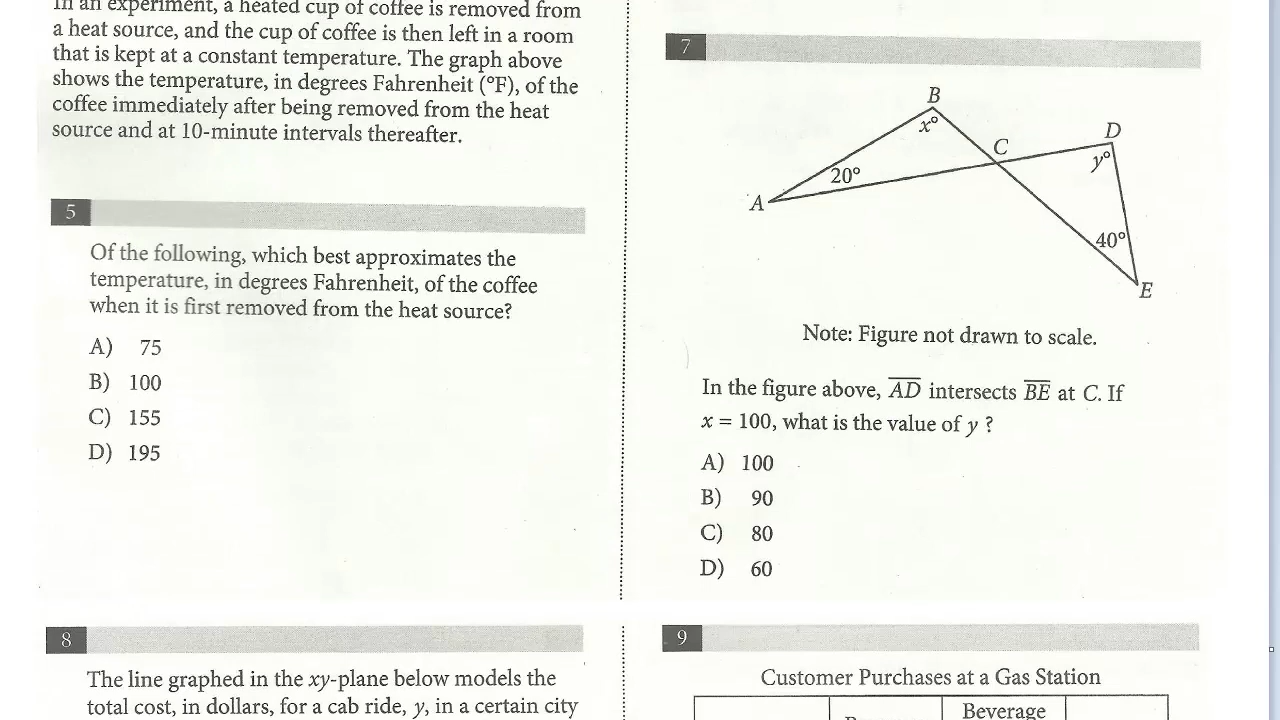 In an experiment, a heated cup of coffee is removed from
a heat source, and the cup of coffee is then left in a room
that is kept at a constant temperature. The graph above
shows the temperature, in degrees Fahrenheit (°F), of the
coffee immediately after being removed from the heat
source and at 10-minute intervals thereafter.
5
Of the following, which best approximates the
temperature, in degrees Fahrenheit, of the coffee
when it is first removed from the heat source?
A) 75
B) 100
C) 155
D) 195
7
B
x°
C
D
y°
20°
A
40°
E
Note: Figure not drawn to scale.
In the figure above, A̅D̅ intersects B̅E̅ at C. If
x = 100, what is the value of y ?
A) 100
B) 90
C) 80
D) 60
8
The line graphed in the xy-plane below models the
total cost, in dollars, for a cab ride, y, in a certain city
9
Customer Purchases at a Gas Station
Beverage